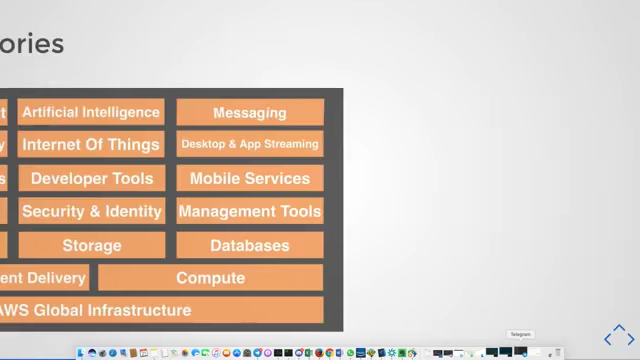 ories
t Artificial Intelligence Messaging
y Internet Of Things Desktop & App Streaming
s Developer Tools Mobile Services
Security & Identity Management Tools
Storage Databases
ent Delivery Compute
AWS Global Infrastructure
Telegram